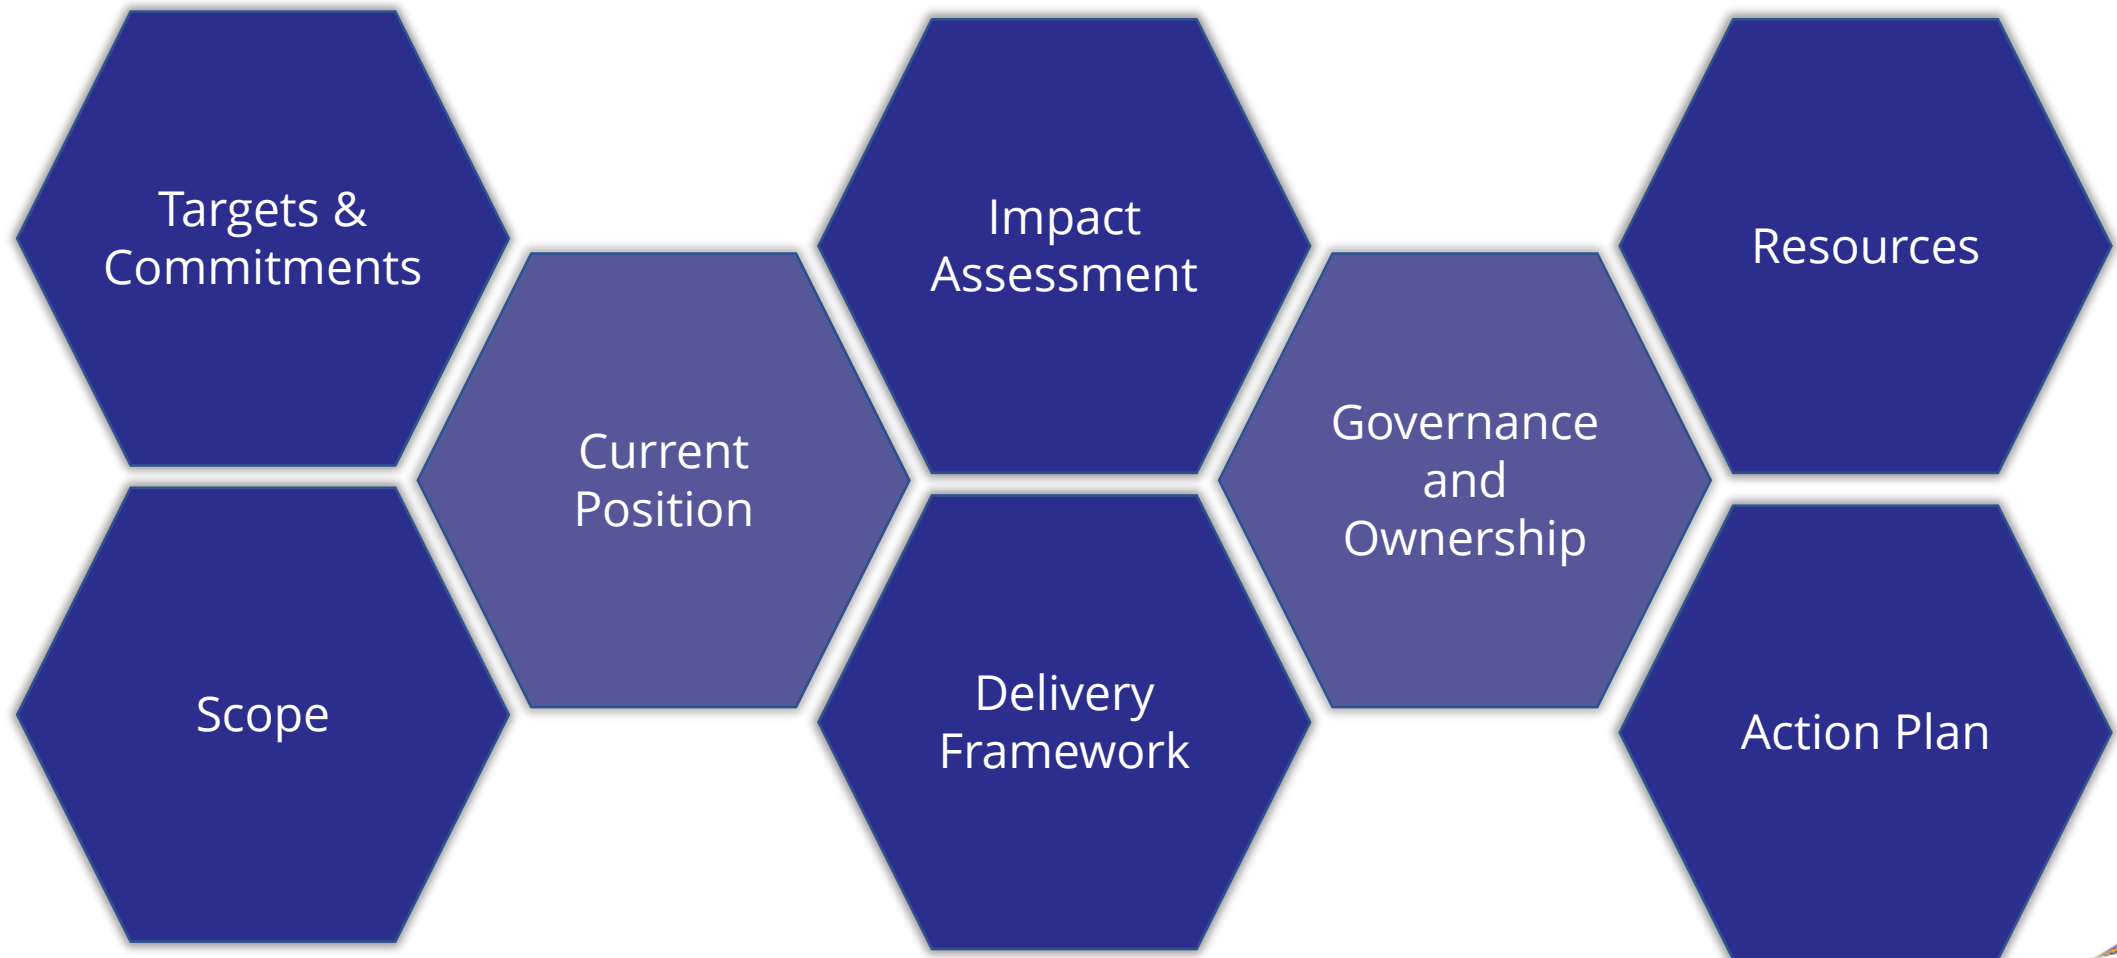 Targets &
Commitments
Scope
Current
Position
Impact
Assessment
Delivery
Framework
Governance
and
Ownership
Resources
Action Plan